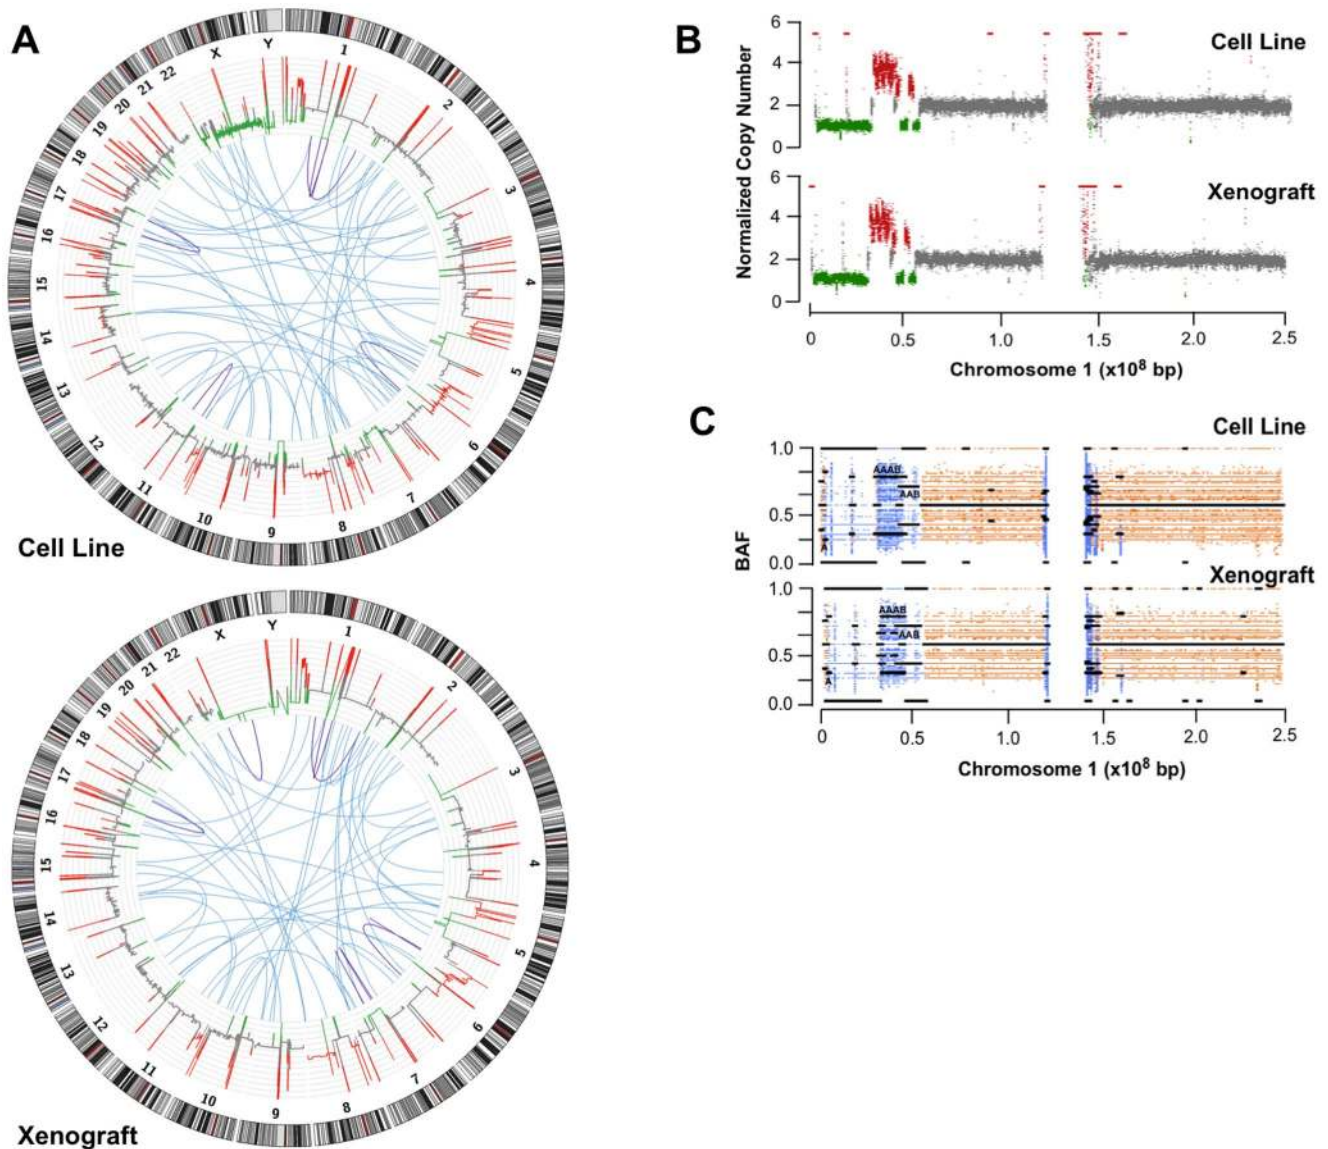 A
Y
1
2
3
4
5
6
7
8
9
10
11
12
13
14
15
16
17
18
19
20
21
22
X
Cell Line
Y
1
2
3
4
5
6
7
8
9
10
11
12
13
14
15
16
17
18
19
20
21
22
X
Xenograft
B
Normalized Copy Number
Cell Line
6
4
2
0
Xenograft
6
4
2
0
0 0.5 1.0 1.5 2.0 2.5
Chromosome 1 (x10⁸ bp)
C
Cell Line
BAF
1.0
0.5
0.0
AAAB
AAB
A
Xenograft
1.0
0.5
0.0
AAAB
AAB
A
0 0.5 1.0 1.5 2.0 2.5
Chromosome 1 (x10⁸ bp)